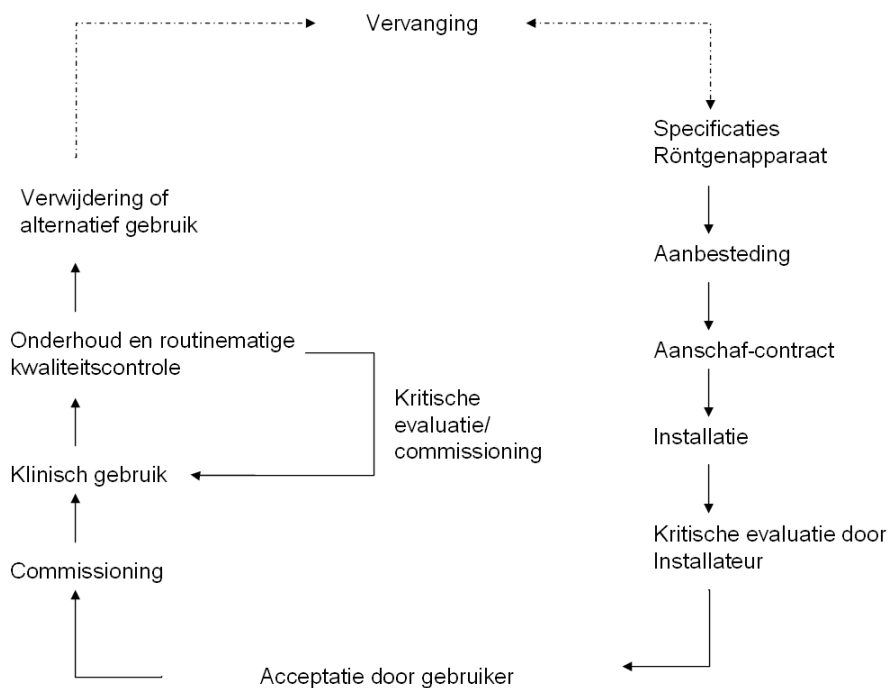 Vervanging
Specificaties
Röntgenapparaat
Aanbesteding
Aanschaf-contract
Installatie
Kritische evaluatie door
Installateur
Acceptatie door gebruiker
Commissioning
Klinisch gebruik
Kritische
evaluatie/
commissioning
Onderhoud en routinematige
kwaliteitscontrole
Verwijdering of
alternatief gebruik